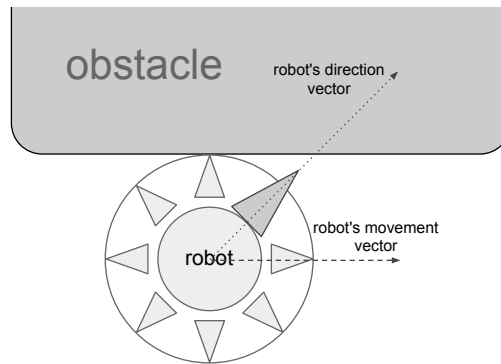 obstacle
robot's direction
vector
robot's movement
vector
robot